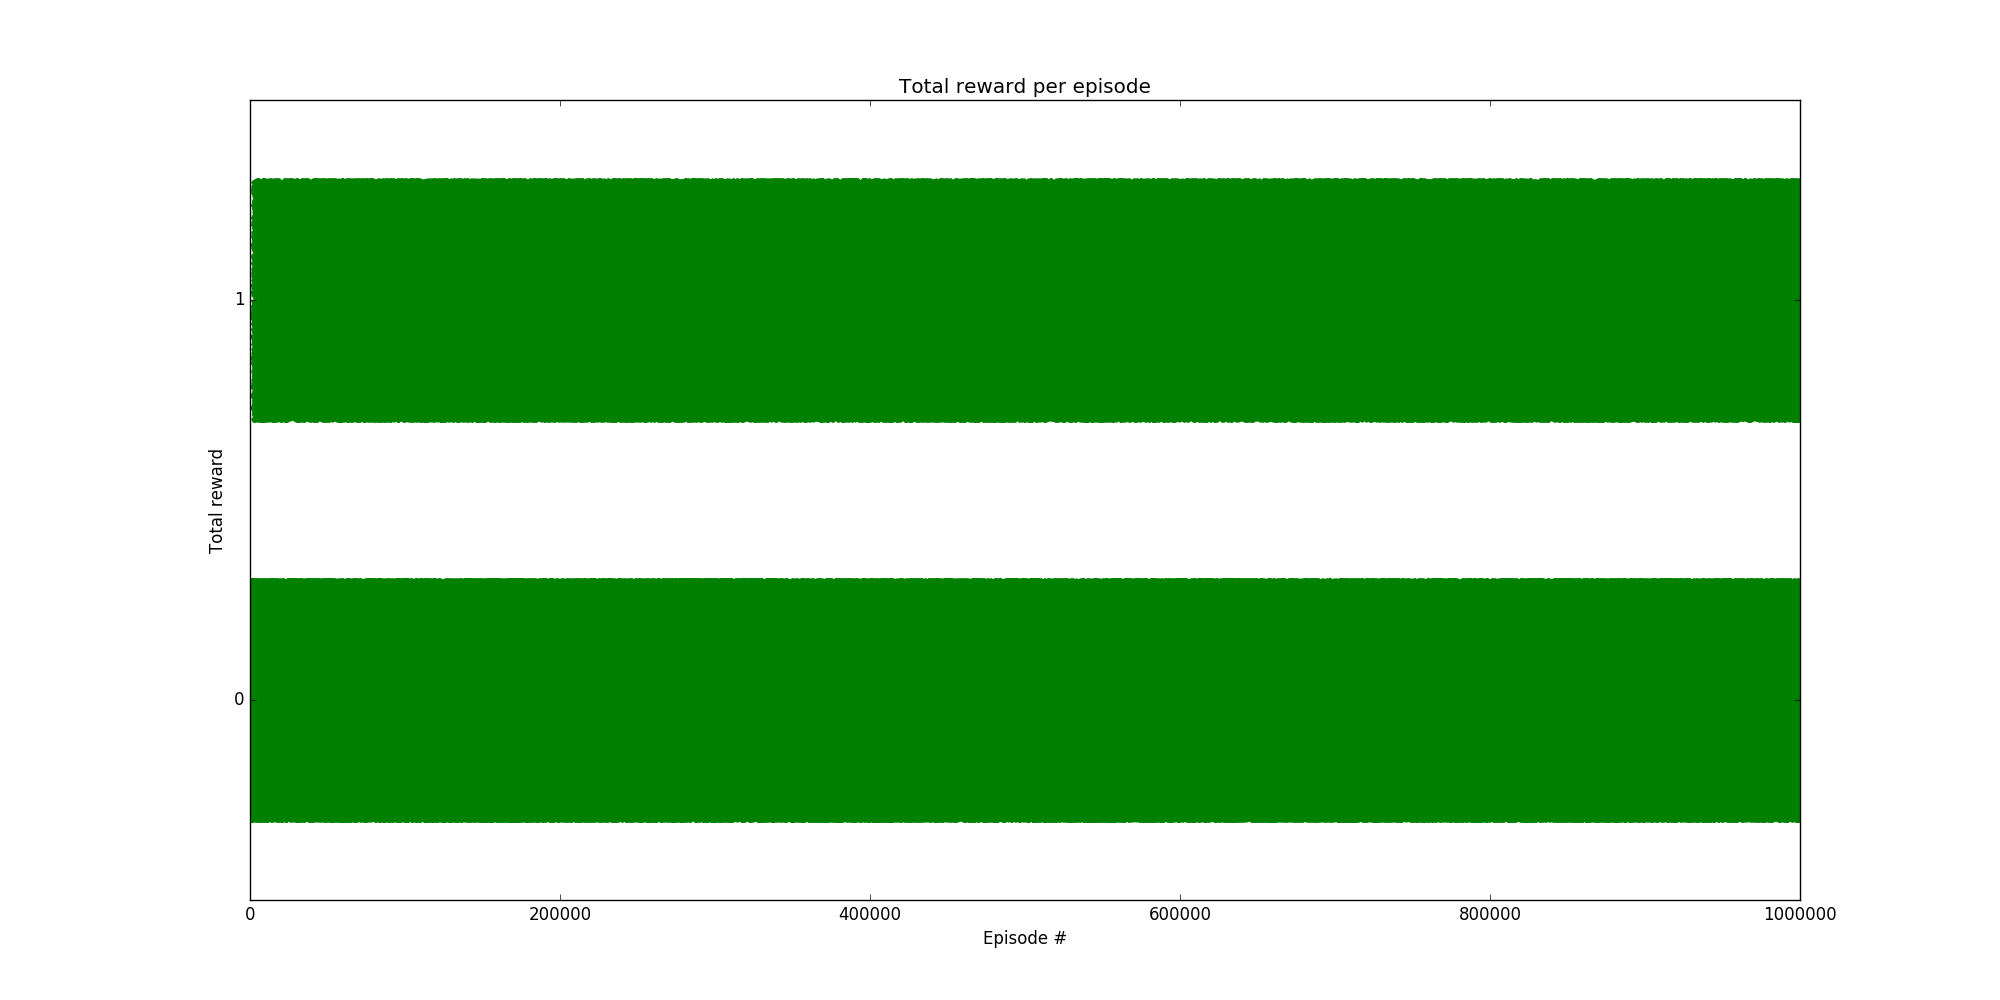 Total reward per episode
1
Total reward
0
0 200000 400000 600000 800000 1000000
Episode #